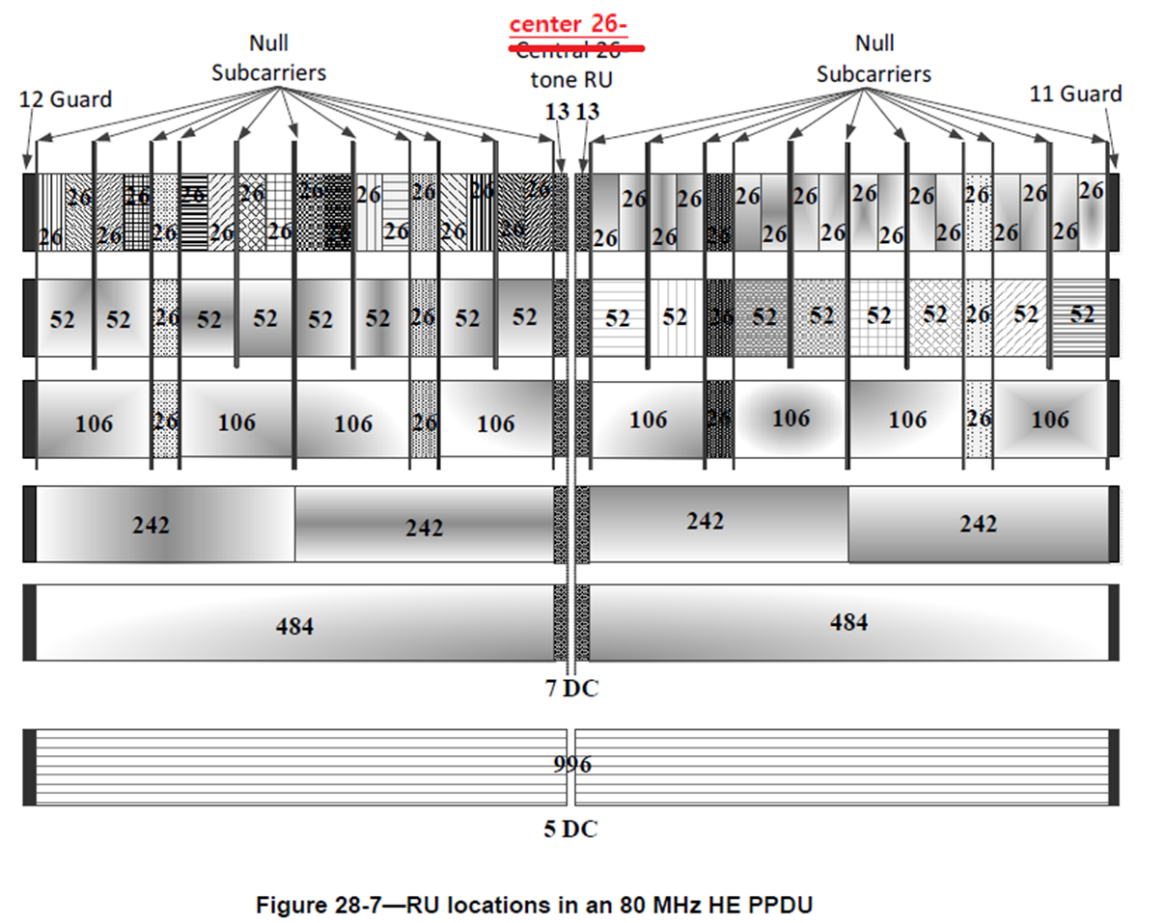 center 26-
Central 26-
tone RU
13 13
Null
Subcarriers
Null
Subcarriers
12 Guard
11 Guard
26 26 26 26 26 26 26 26 26 26 26 26 26 26 26 26 26 26
26 26 26 26 26 26 26 26 26 26 26 26 26 26 26 26 26 26
52 52 26 52 52 52 52 26 52 52 52 52 26 52 52 52 52 26 52 52
106 26 106 106 26 106 106 26 106 106 26 106
242 242 242 242
484 484
7 DC
996
5 DC
Figure 28-7—RU locations in an 80 MHz HE PPDU